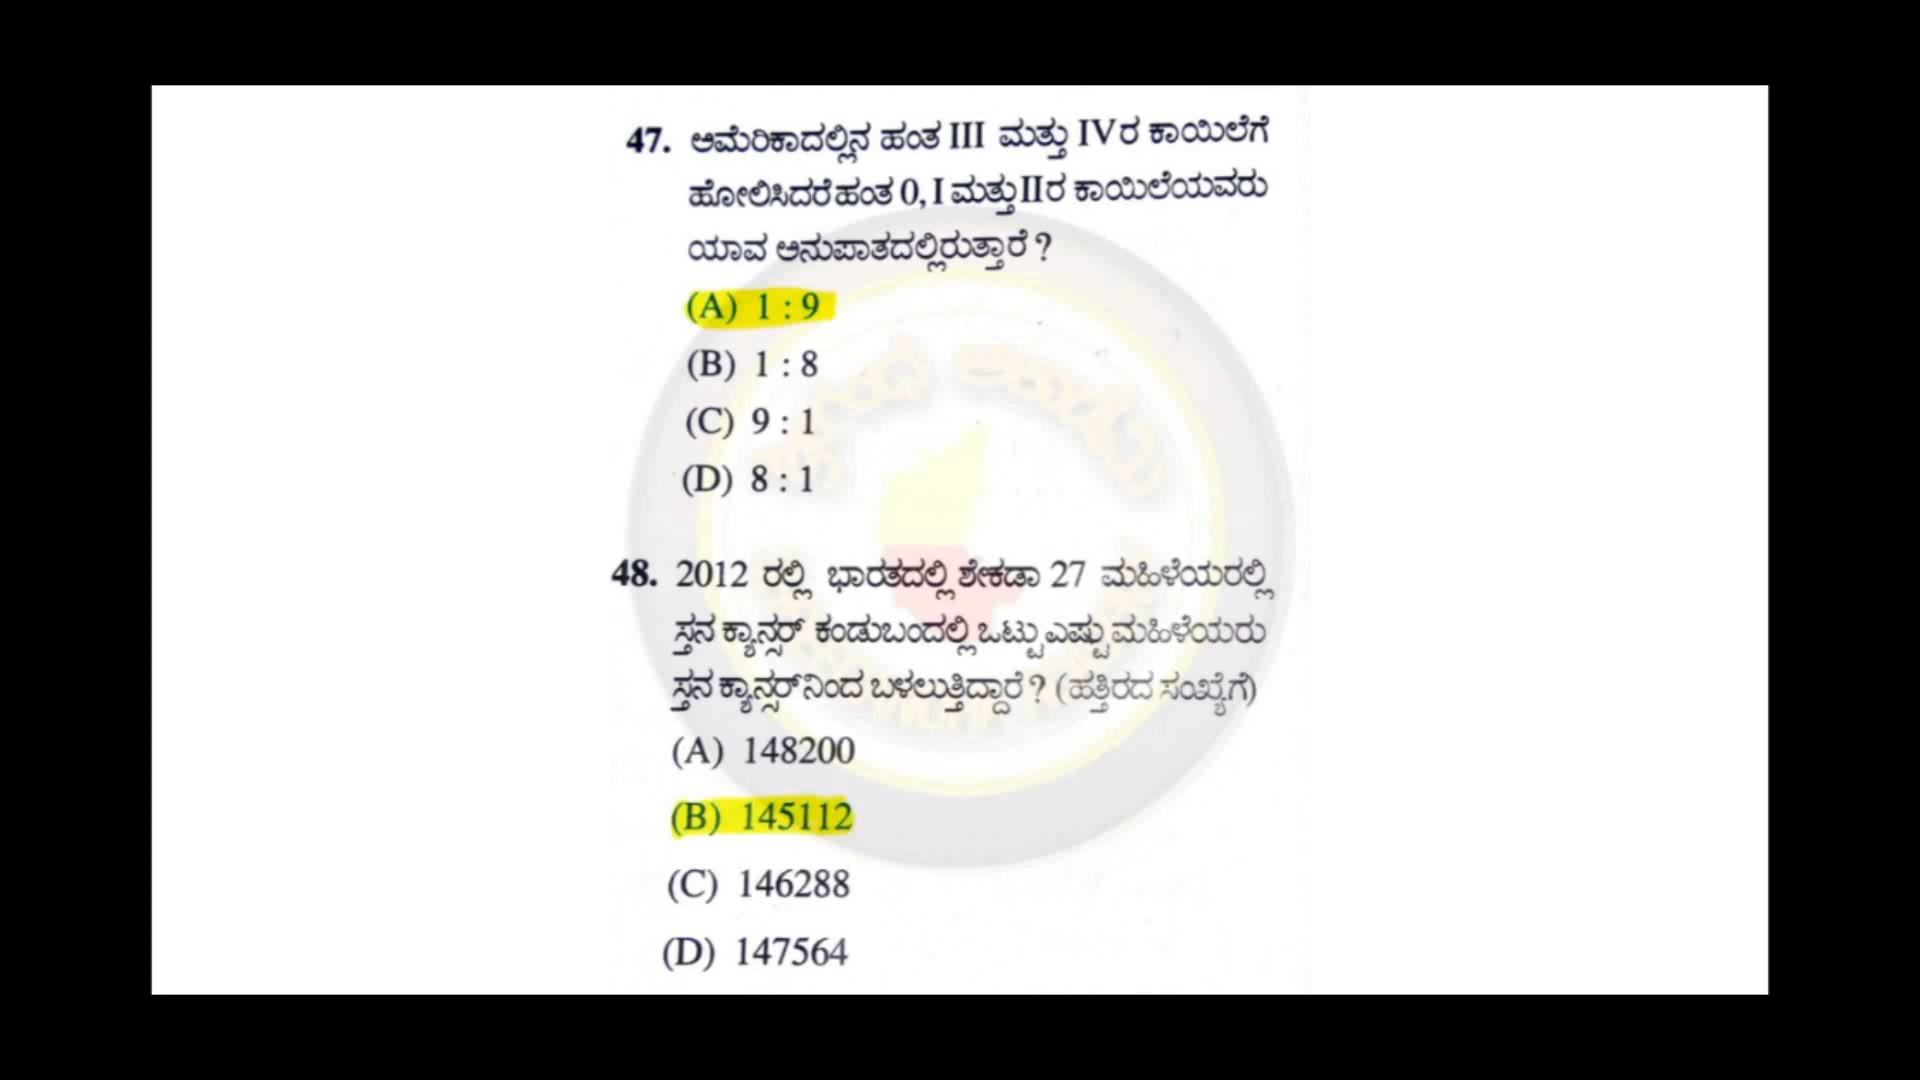 47. ಅಮೆರಿಕಾದಲ್ಲಿನ ಹಂತ III ಮತ್ತು IVರ ಕಾಯಿಲೆಗೆ
ಹೋಲಿಸಿದರೆ ಹಂತ 0, I ಮತ್ತು IIರ ಕಾಯಿಲೆಯವರು
ಯಾವ ಅನುಪಾತದಲ್ಲಿರುತ್ತಾರೆ ?
(A) 1 : 9
(B) 1 : 8
(C) 9 : 1
(D) 8 : 1
48. 2012 ರಲ್ಲಿ ಭಾರತದಲ್ಲಿ ಶೇಕಡಾ 27 ಮಹಿಳೆಯರಲ್ಲಿ
ಸ್ತನ ಕ್ಯಾನ್ಸರ್ ಕಂಡುಬಂದಲ್ಲಿ ಒಟ್ಟು ಎಷ್ಟು ಮಹಿಳೆಯರು
ಸ್ತನ ಕ್ಯಾನ್ಸರ್‌ನಿಂದ ಬಳಲುತ್ತಿದ್ದಾರೆ ? (ಹತ್ತಿರದ ಸಂಖ್ಯೆಗೆ)
(A) 148200
(B) 145112
(C) 146288
(D) 147564